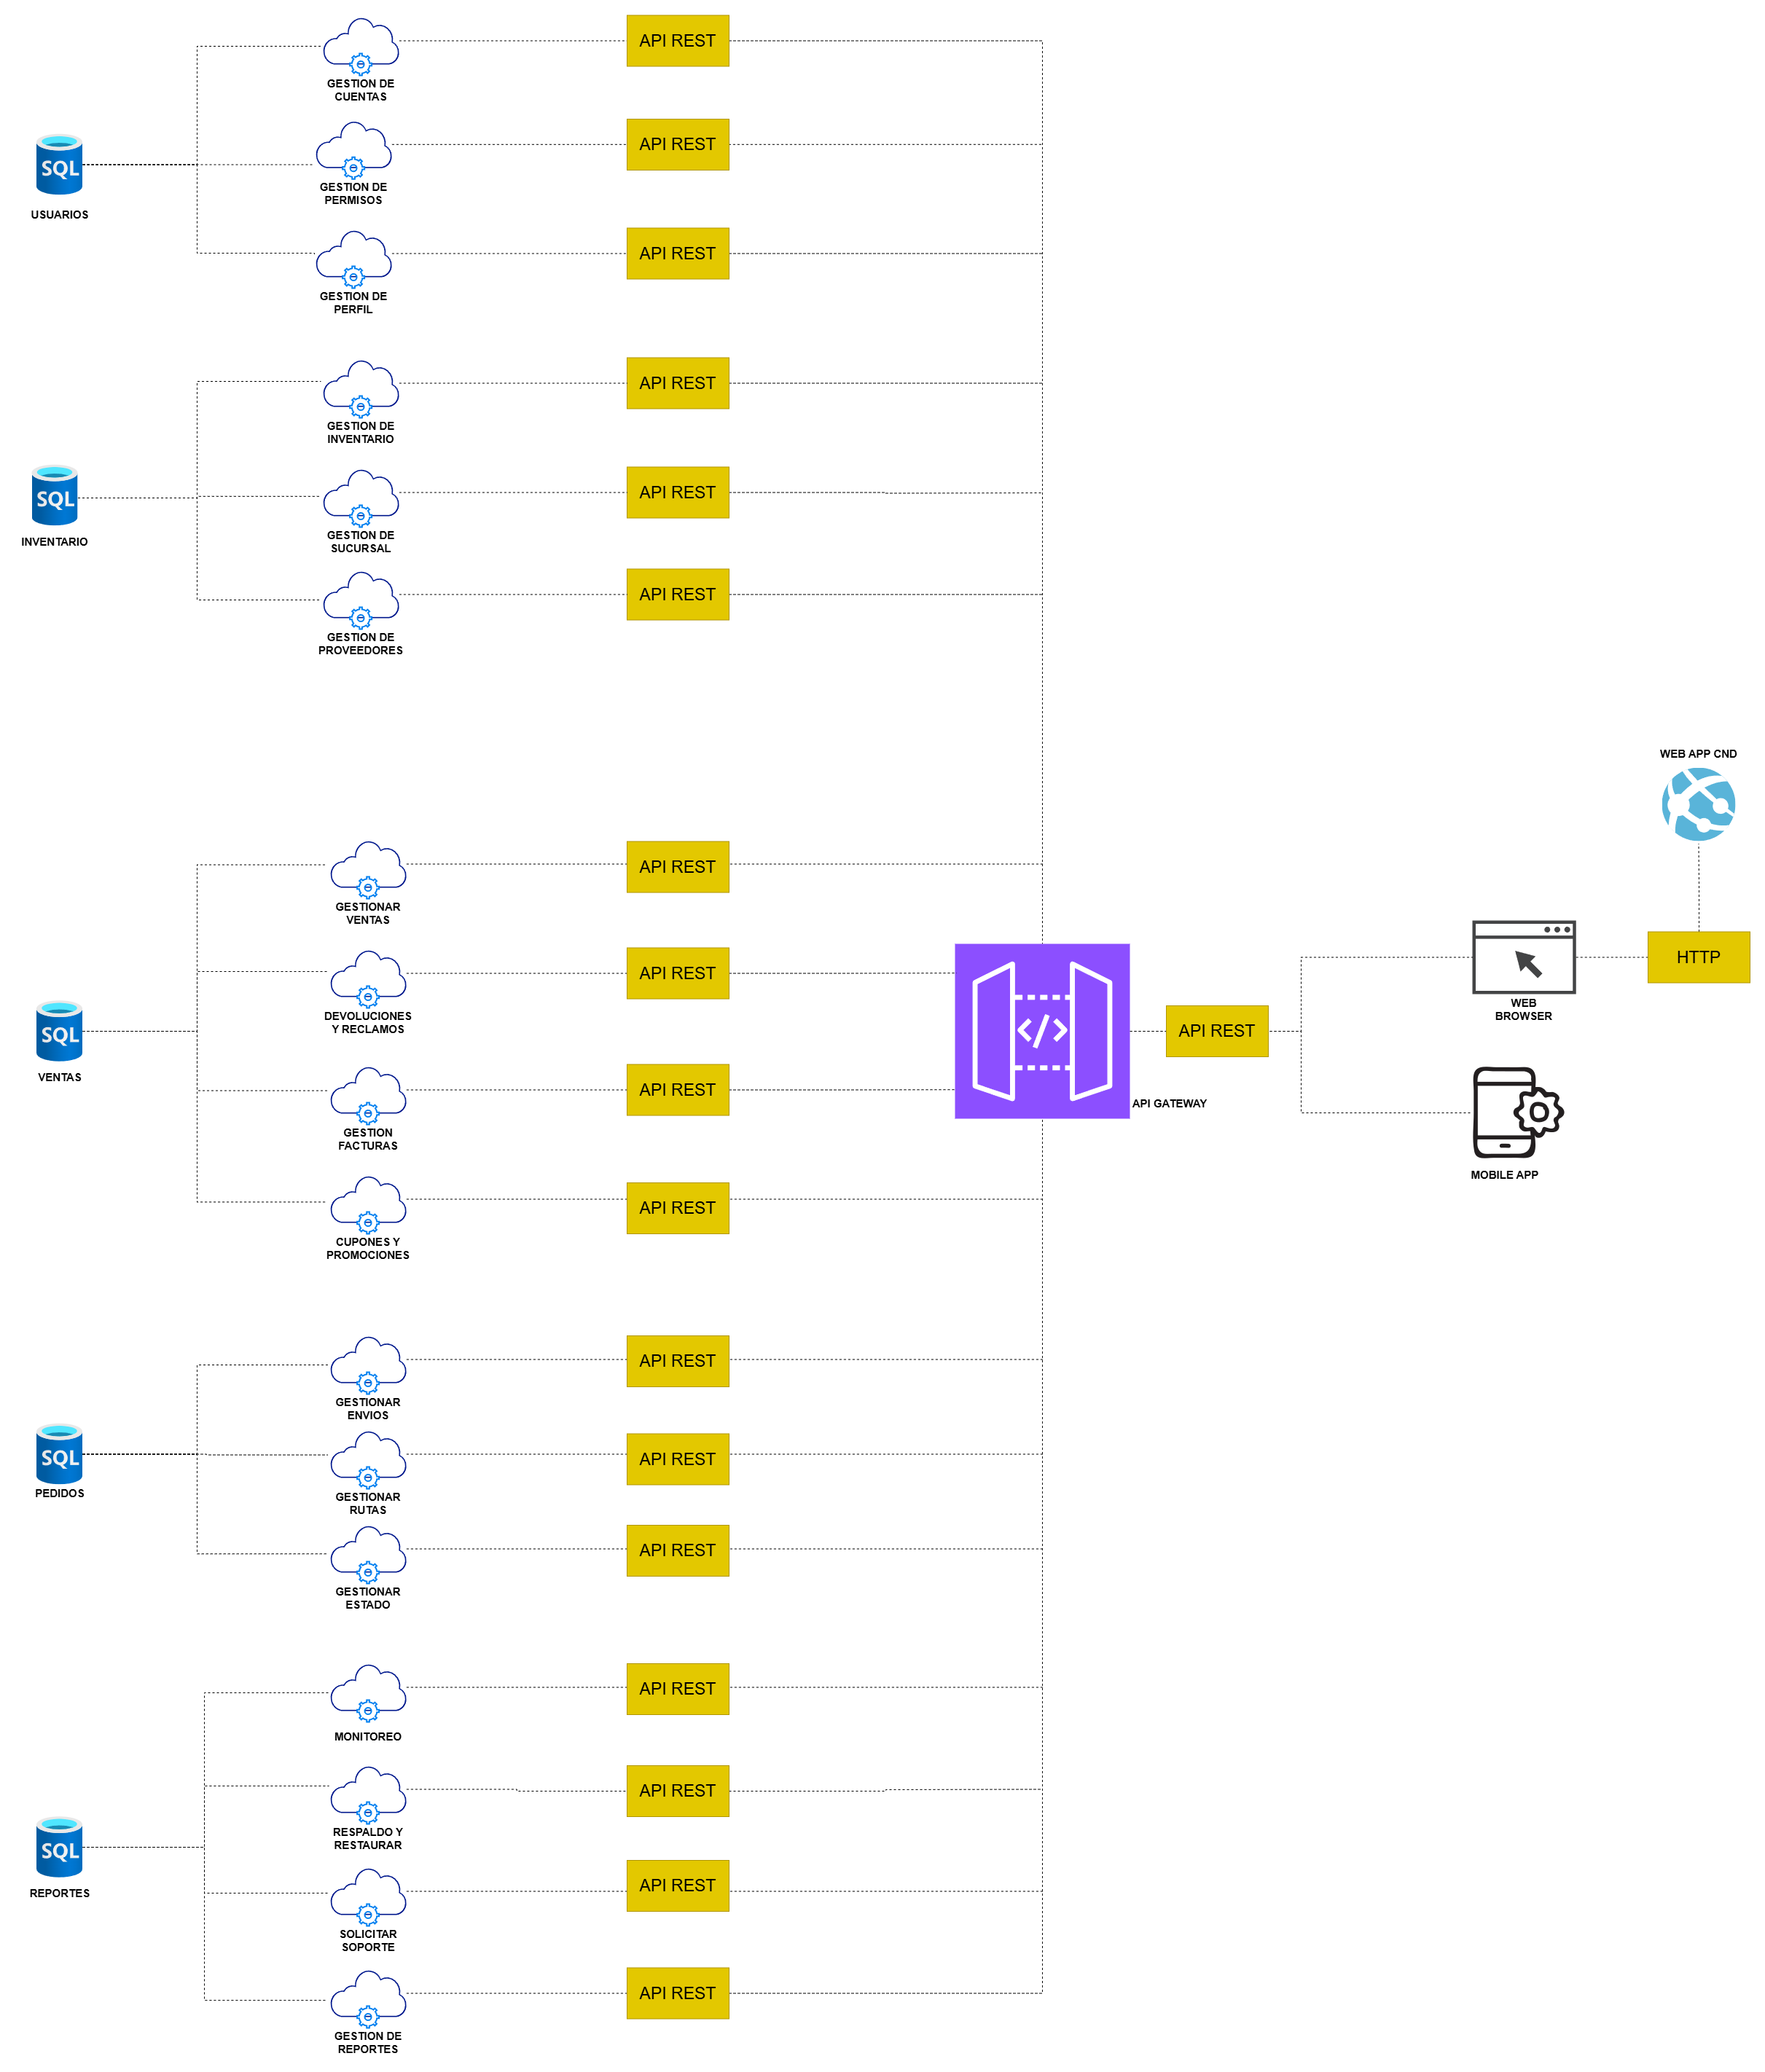 API REST
GESTION DE
CUENTAS
API REST
GESTION DE
PERMISOS
SQL
USUARIOS
API REST
GESTION DE
PERFIL
API REST
GESTION DE
INVENTARIO
API REST
SQL
INVENTARIO
GESTION DE
SUCURSAL
API REST
GESTION DE
PROVEEDORES
WEB APP CND
API REST
GESTIONAR
VENTAS
API REST
DEVOLUCIONES
Y RECLAMOS
SQL
VENTAS
API REST
GESTION
FACTURAS
API REST
CUPONES Y
PROMOCIONES
API GATEWAY
API REST
WEB
BROWSER
HTTP
MOBILE APP
API REST
GESTIONAR
ENVIOS
SQL
PEDIDOS
API REST
GESTIONAR
RUTAS
API REST
GESTIONAR
ESTADO
API REST
MONITOREO
API REST
RESPALDO Y
RESTAURAR
SQL
REPORTES
API REST
SOLICITAR
SOPORTE
API REST
GESTION DE
REPORTES